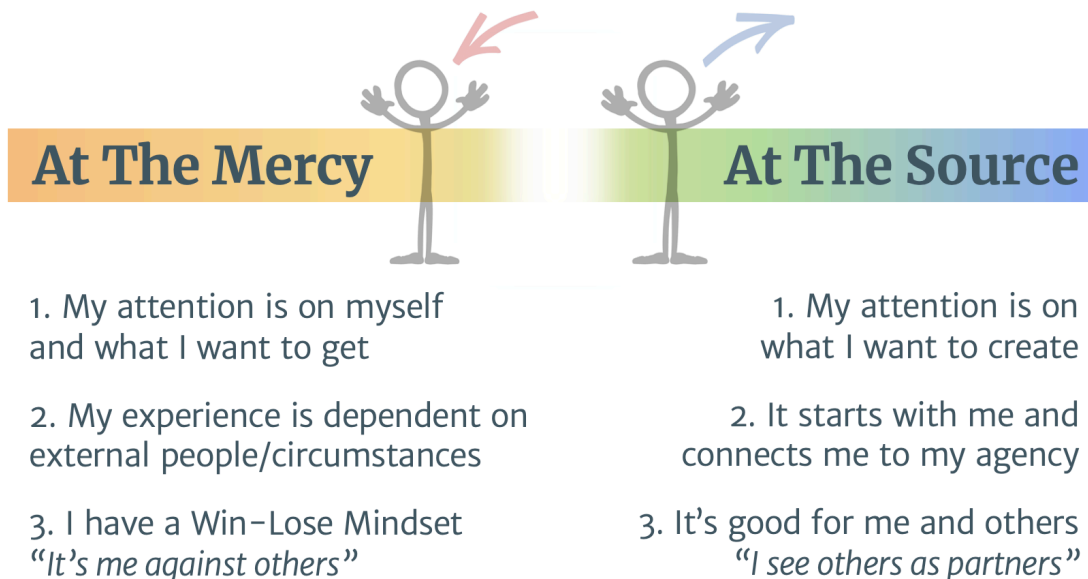 At The Mercy
At The Source
1. My attention is on myself
and what I want to get
2. My experience is dependent on
external people/circumstances
3. I have a Win-Lose Mindset
“It’s me against others”
1. My attention is on
what I want to create
2. It starts with me and
connects me to my agency
3. It’s good for me and others
“I see others as partners”